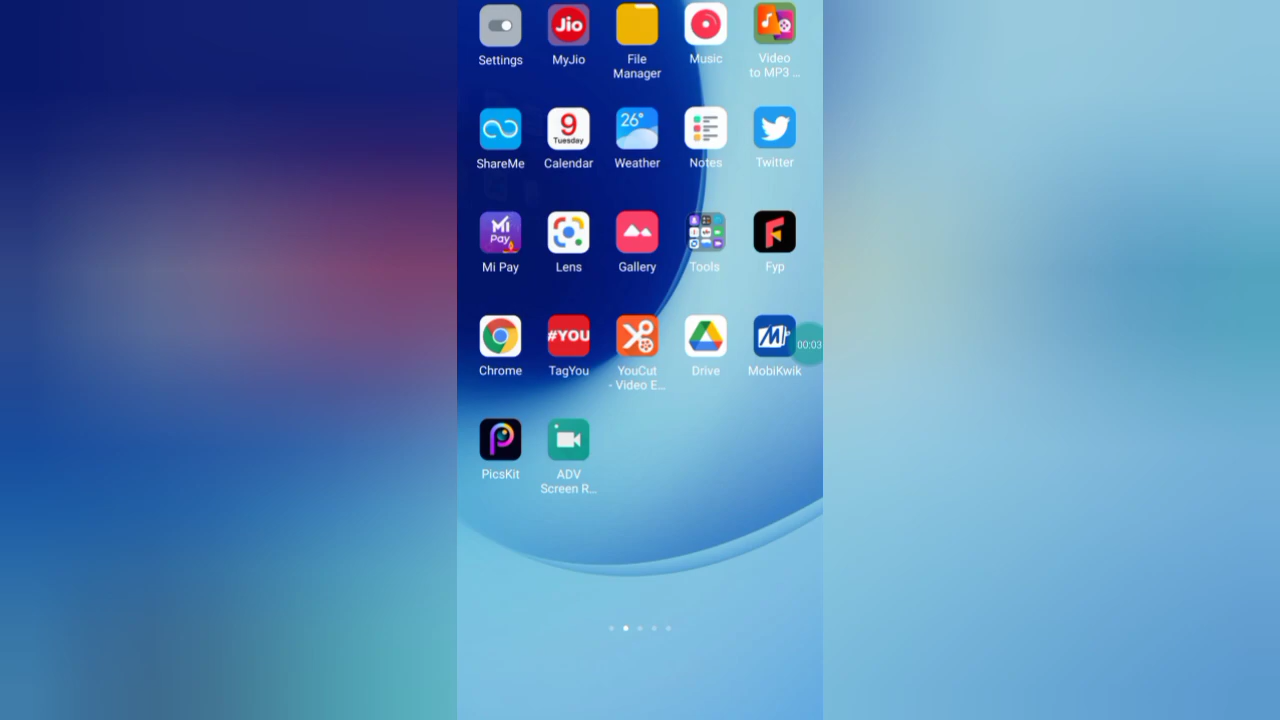 Jio
Settings
MyJio
File
Manager
Music
Video
to MP3 ...
9
Tuesday
26°
ShareMe
Calendar
Weather
Notes
Twitter
Mi
Pay
Mi Pay
Lens
Gallery
Tools
Fyp
#YOU
00:03
Chrome
TagYou
YouCut
- Video E...
Drive
MobiKwik
PicsKit
ADV
Screen R...